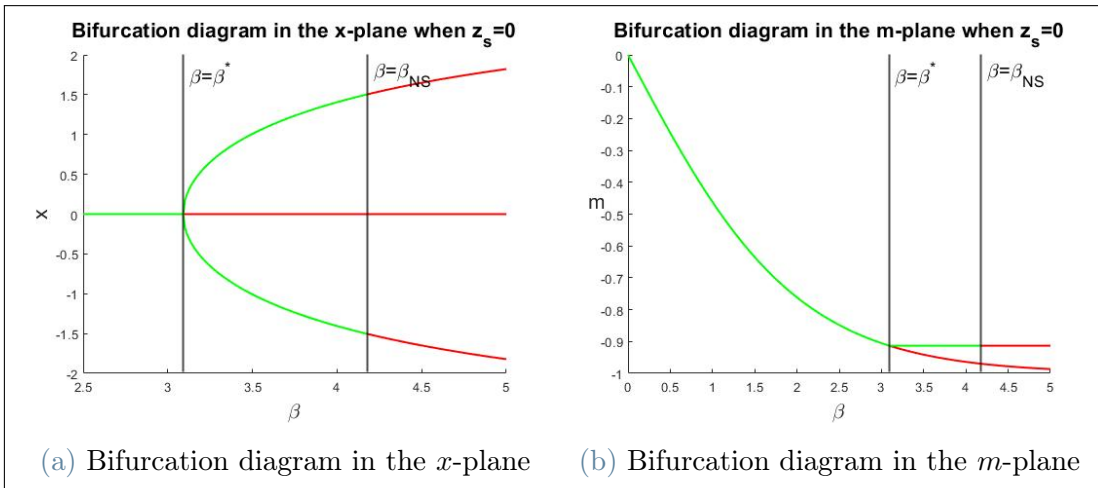 Bifurcation diagram in the x-plane when z_s=0
2
1.5
1
0.5
0
-0.5
-1
-1.5
-2
x
β=β*
β=β_NS
2.5 3 3.5 4 4.5 5
β
(a) Bifurcation diagram in the x-plane
Bifurcation diagram in the m-plane when z_s=0
0
-0.1
-0.2
-0.3
-0.4
-0.5
-0.6
-0.7
-0.8
-0.9
-1
m
β=β*
β=β_NS
0 0.5 1 1.5 2 2.5 3 3.5 4 4.5 5
β
(b) Bifurcation diagram in the m-plane